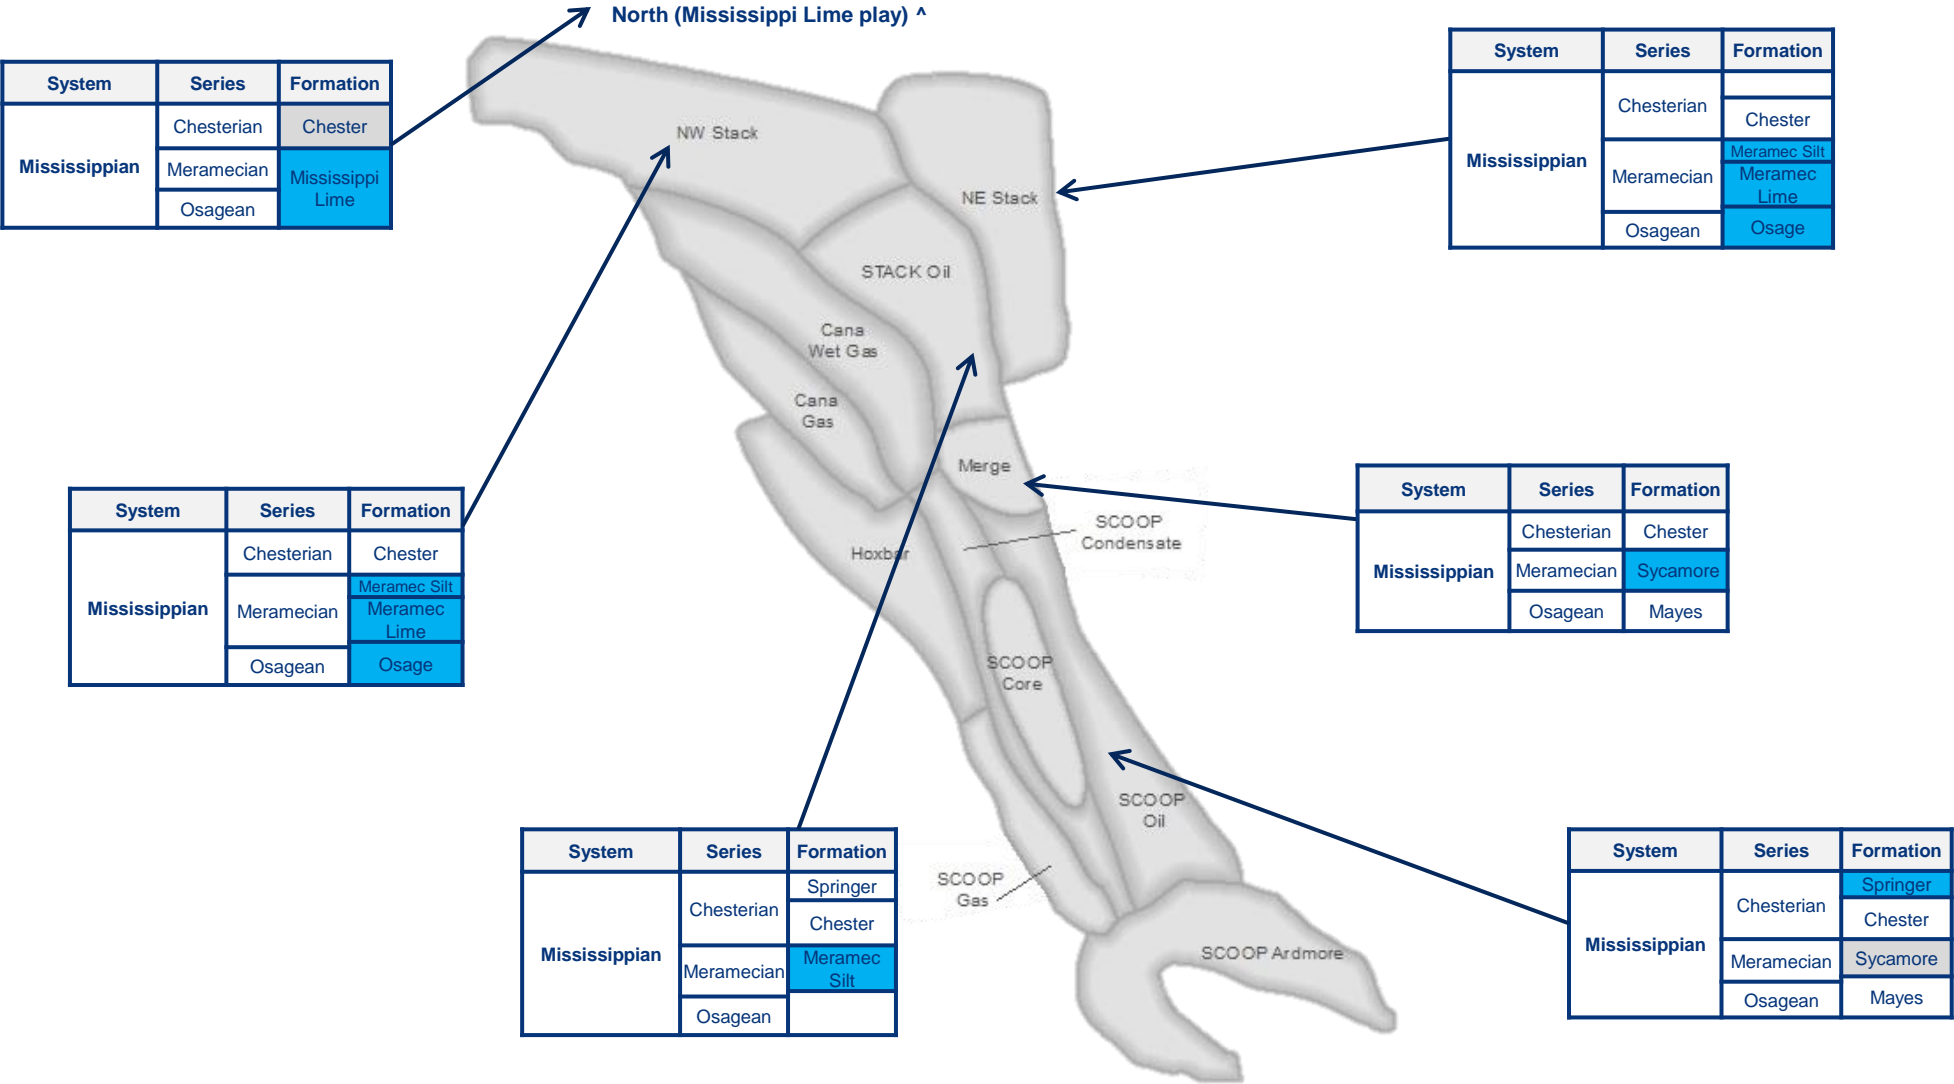 North (Mississippi Lime play) ^
System Series Formation
Mississippian
Chesterian Chester
Meramecian
Mississippi
Lime
Osagean
System Series Formation
Mississippian
Chesterian
Chester
Meramecian
Meramec Silt
Meramec
Lime
Osagean Osage
NW Stack
NE Stack
STACK Oil
Cana
Wet Gas
Cana
Gas
Merge
SCOOP
Condensate
Hoxbar
SCOOP
Core
SCOOP
Oil
SCOOP
Gas
SCOOP Ardmore
System Series Formation
Mississippian
Chesterian Chester
Meramecian
Meramec Silt
Meramec
Lime
Osagean Osage
System Series Formation
Mississippian
Chesterian Chester
Meramecian Sycamore
Osagean Mayes
System Series Formation
Mississippian
Chesterian
Springer
Chester
Meramecian
Meramec
Silt
Osagean
System Series Formation
Mississippian
Chesterian
Springer
Chester
Meramecian Sycamore
Osagean Mayes